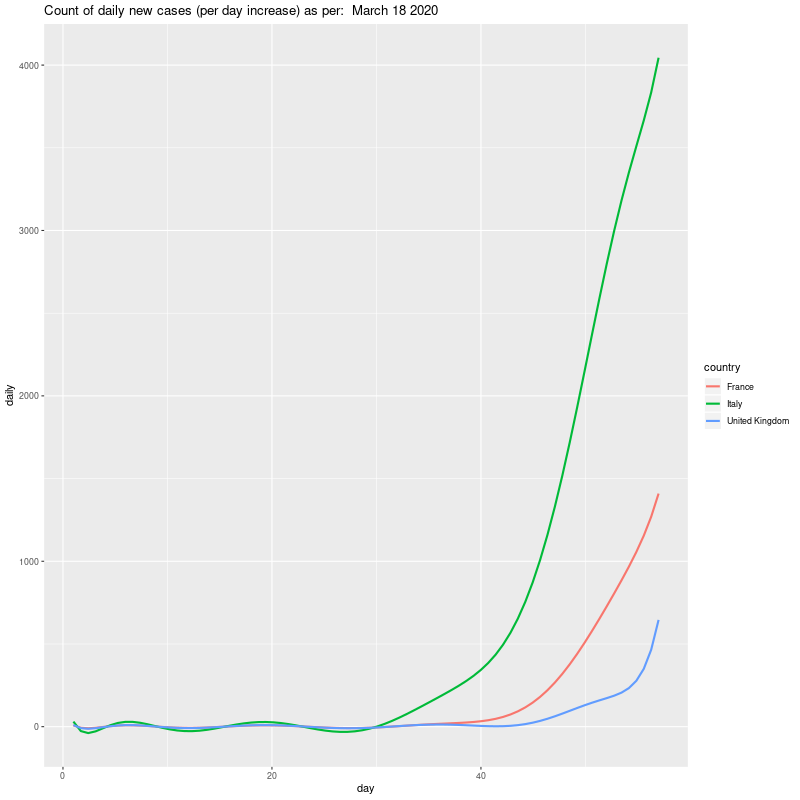 Count of daily new cases (per day increase) as per:  March 18 2020
4000
3000
2000
1000
0
daily
0
20
40
day
country
France
Italy
United Kingdom